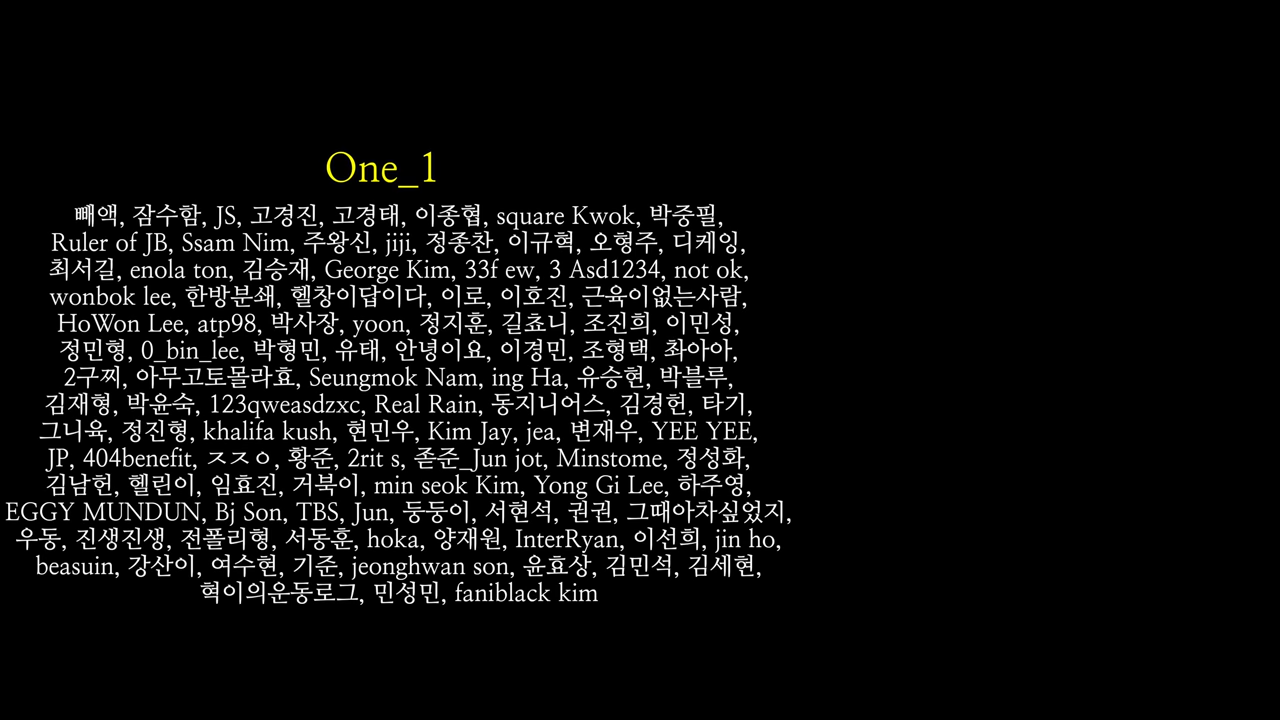 One_1
빼액, 잠수함, JS, 고경진, 고경태, 이종협, square Kwok, 박중필,
Ruler of JB, Ssam Nim, 주왕신, jiji, 정종찬, 이규혁, 오형주, 디케잉,
최서길, enola ton, 김승재, George Kim, 33f ew, 3 Asd1234, not ok,
wonbok lee, 한방분쇄, 헬창이답이다, 이로, 이호진, 근육이없는사람,
HoWon Lee, atp98, 박사장, yoon, 정지훈, 길쵸니, 조진희, 이민성,
정민형, 0_bin_lee, 박형민, 유태, 안녕이요, 이경민, 조형택, 촤아아,
2구찌, 아무고토몰라효, Seungmok Nam, ing Ha, 유승현, 박블루,
김재형, 박윤숙, 123qweasdzxc, Real Rain, 동지니어스, 김경헌, 타기,
그니육, 정진형, khalifa kush, 현민우, Kim Jay, jea, 변재우, YEE YEE,
JP, 404benefit, ㅈㅈㅇ, 황준, 2rit s, 졷준_Jun jot, Minstome, 정성화,
김남헌, 헬린이, 임효진, 거북이, min seok Kim, Yong Gi Lee, 하주영,
EGGY MUNDUN, Bj Son, TBS, Jun, 둥둥이, 서현석, 권권, 그때아차싶었지,
우동, 진생진생, 전폴리형, 서동훈, hoka, 양재원, InterRyan, 이선희, jin ho,
beasuin, 강산이, 여수현, 기준, jeonghwan son, 윤효상, 김민석, 김세현,
혁이의운동로그, 민성민, faniblack kim